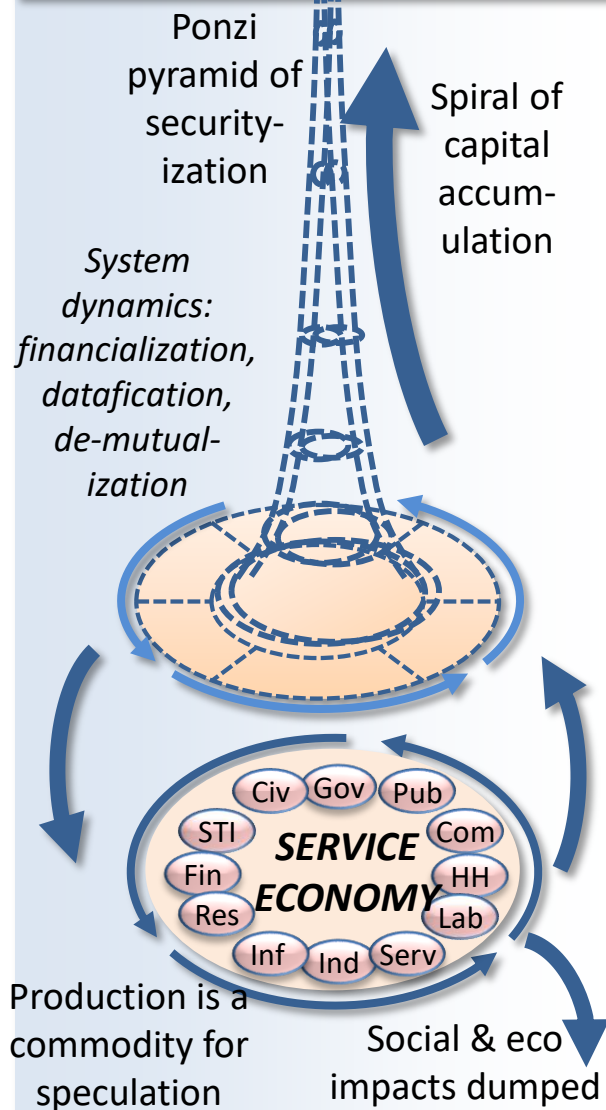 Ponzi
pyramid of
security-
ization
Spiral of
capital
accum-
ulation
System
dynamics:
financialization,
datafication,
de-mutual-
ization
Civ
Gov
Pub
STI
Com
SERVICE
Fin
HH
ECONOMY
Res
Lab
Inf
Ind
Serv
Production is a
commodity for
speculation
Social & eco
impacts dumped